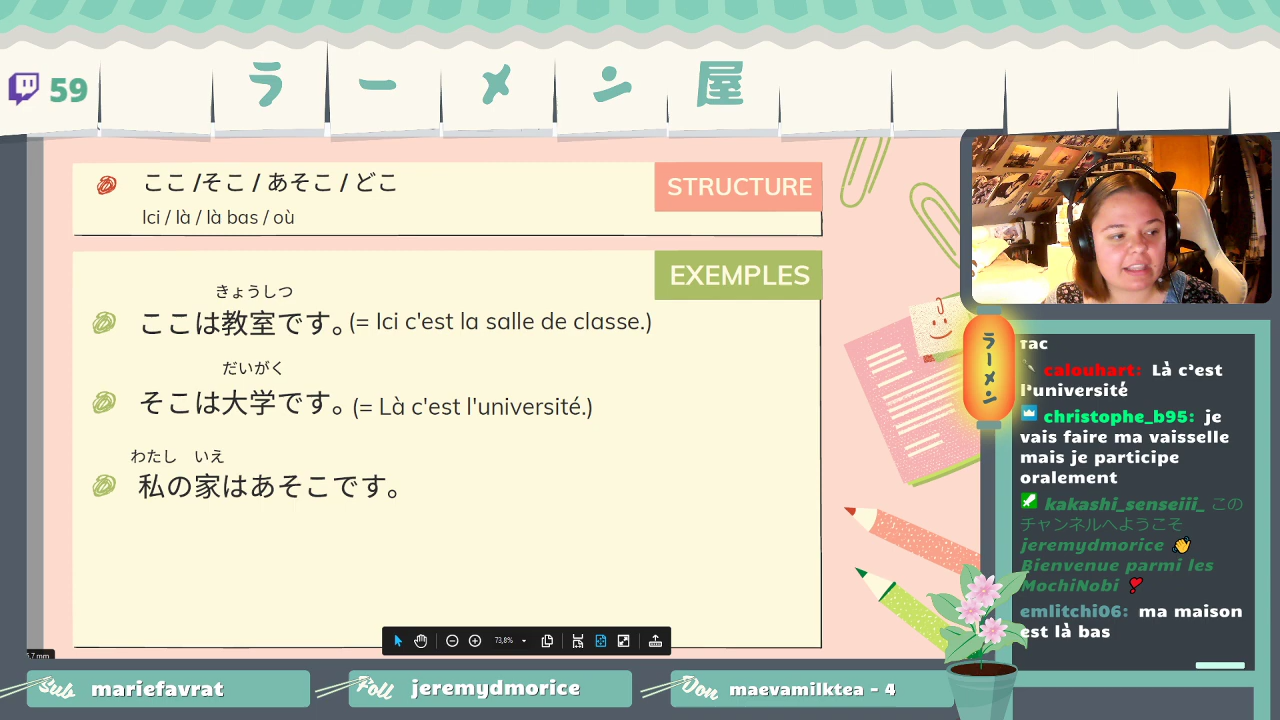 59
ラーメン屋
ここ /そこ / あそこ / どこ
STRUCTURE
Ici / là / là bas / où
EXEMPLES
きょうしつ
ここは教室です。(= Ici c'est la salle de classe.)
だいがく
そこは大学です。(= Là c'est l'université.)
わたし いえ
私の家はあそこです。
73,8%
5.7 mm
ラーメン
тас
calouhart: Là c'est
l'université
christophe_b95: je
vais faire ma vaisselle
mais je participe
oralement
kakashi_senseiii_ この
チャンネルへようこそ
jeremydmorice 👋
Bienvenue parmi les
MochiNobi ❣️
emlitchi06: ma maison
est là bas
Sub mariefavrat
Foll jeremydmorice
Don maevamilktea - 4